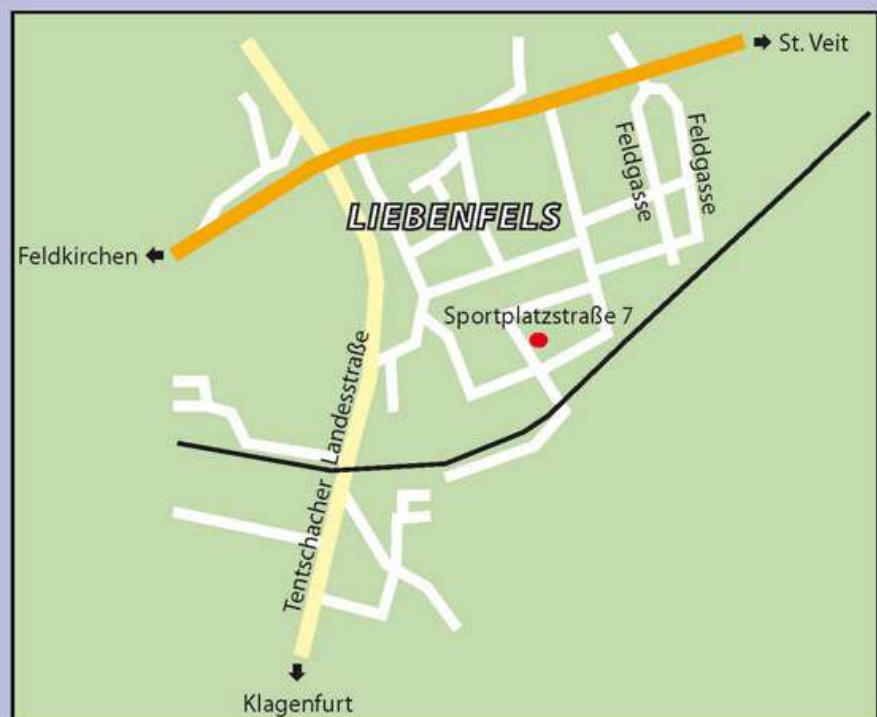 St. Veit
Feldgasse
Feldgasse
LIEBENFELS
Feldkirchen
Sportplatzstraße 7
Tentschacher Landesstraße
Klagenfurt